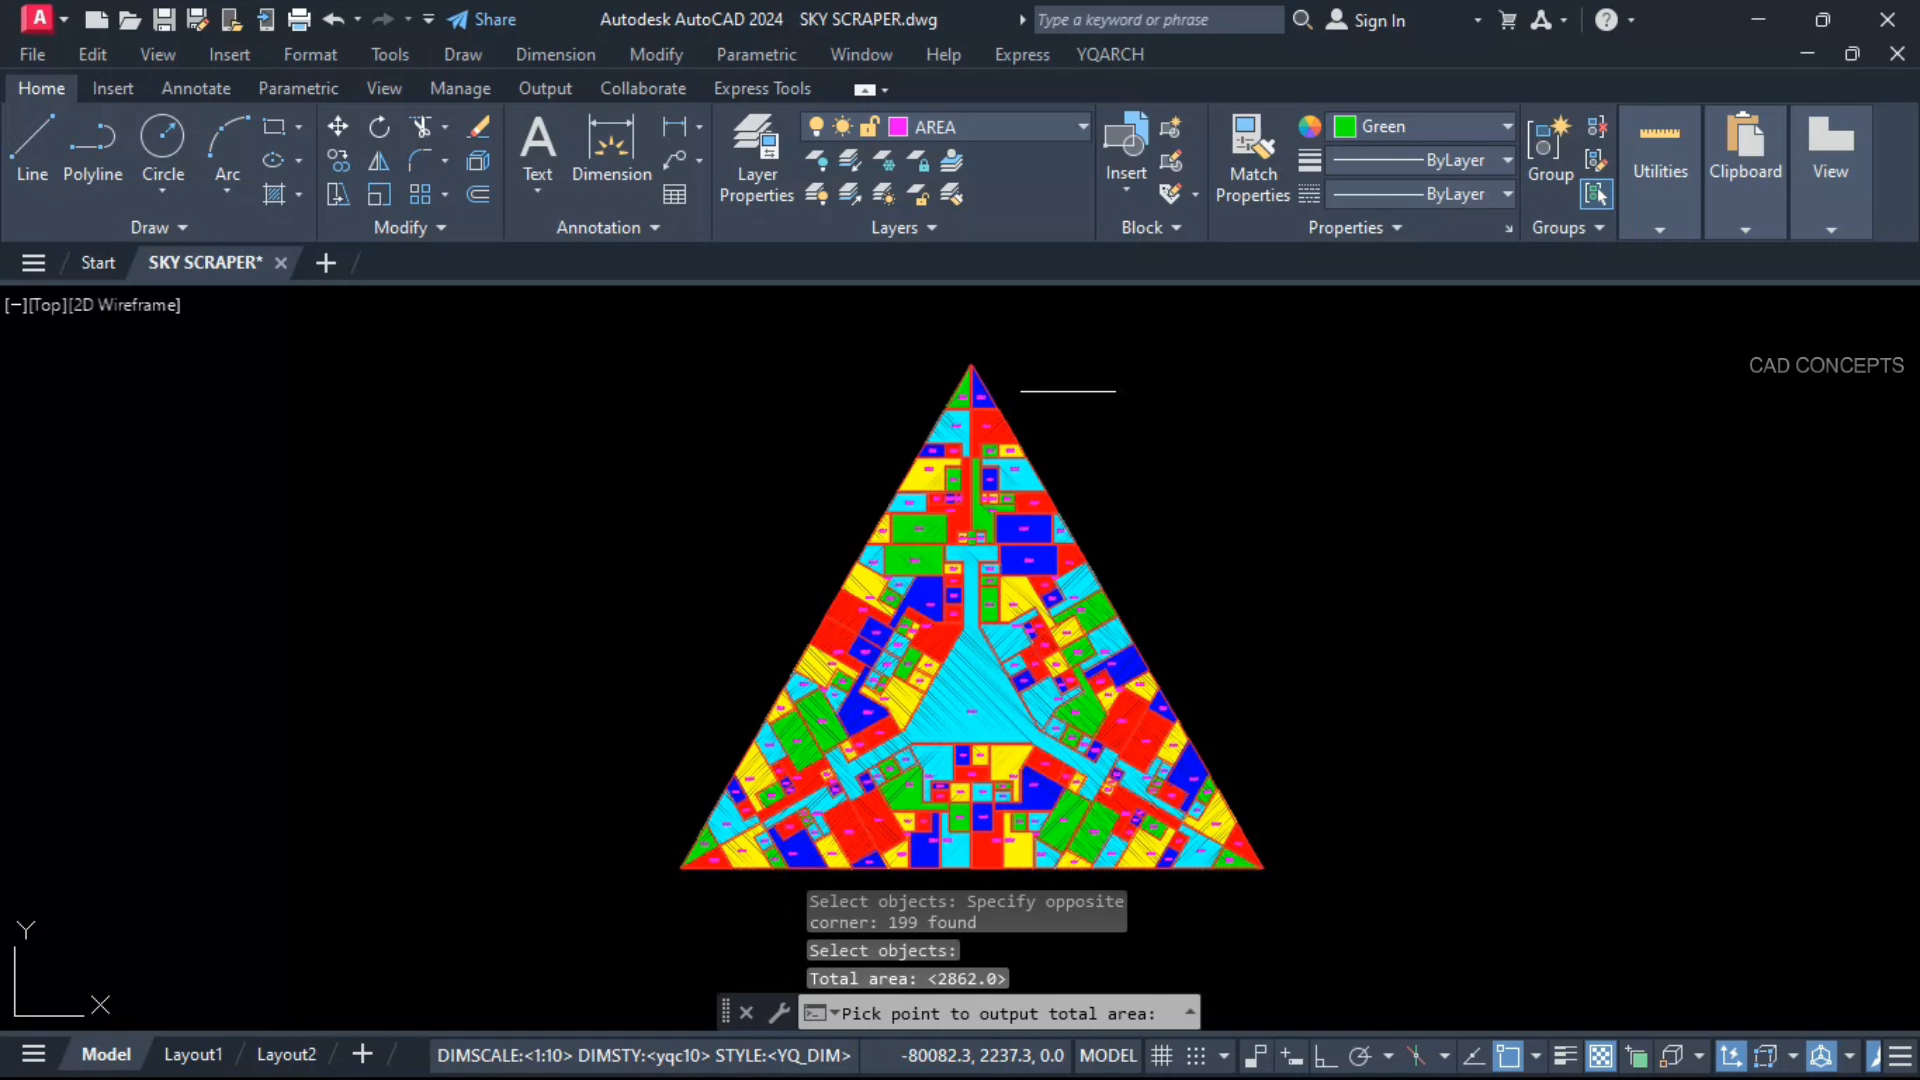 A Share Autodesk AutoCAD 2024 SKY SCRAPER.dwg Type a keyword or phrase Sign In
File Edit View Insert Format Tools Draw Dimension Modify Parametric Window Help Express YQARCH
Home Insert Annotate Parametric View Manage Output Collaborate Express Tools
AREA Green
Line Polyline Circle Arc Text Dimension Layer Properties Insert Match Properties ByLayer Group Utilities Clipboard View
ByLayer
Draw Modify Annotation Layers Block Properties Groups
Start SKY SCRAPER*
[−][Top][2D Wireframe]
CAD CONCEPTS
Select objects: Specify opposite
corner: 199 found
Select objects:
Total area: <2862.0>
Pick point to output total area:
Y
X
Model Layout1 Layout2 DIMSCALE:<1:10> DIMSTY:<yqc10> STYLE:<YQ_DIM> -80082.3, 2237.3, 0.0 MODEL